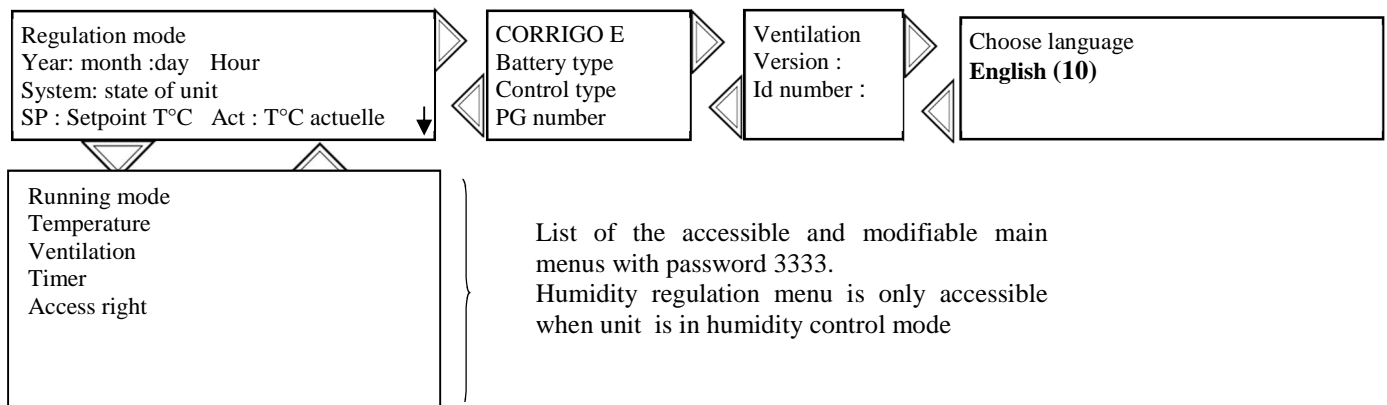 Regulation mode
Year: month :day Hour
System: state of unit
SP : Setpoint T°C Act : T°C actuelle
CORRIGO E
Battery type
Control type
PG number
Ventilation
Version :
Id number :
Choose language
English (10)
Running mode
Temperature
Ventilation
Timer
Access right
List of the accessible and modifiable main
menus with password 3333.
Humidity regulation menu is only accessible
when unit is in humidity control mode